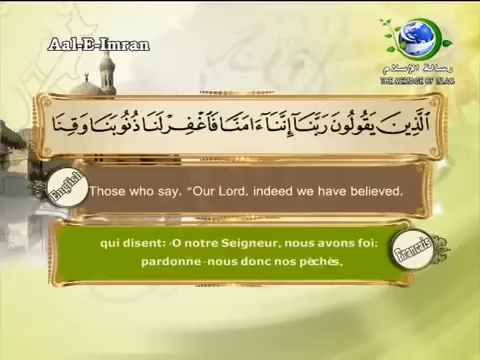 Aal-E-Imran
رسالة الإسلام
THE MESSAGE OF ISLAM
الَّذِينَ يَقُولُونَ رَبَّنَا إِنَّنَا ءَامَنَّا فَاغْفِرْ لَنَا ذُنُوبَنَا وَقِنَا
English
Those who say, "Our Lord, indeed we have believed,
Francais
qui disent: «O notre Seigneur, nous avons foi;
pardonne-nous donc nos péchés,